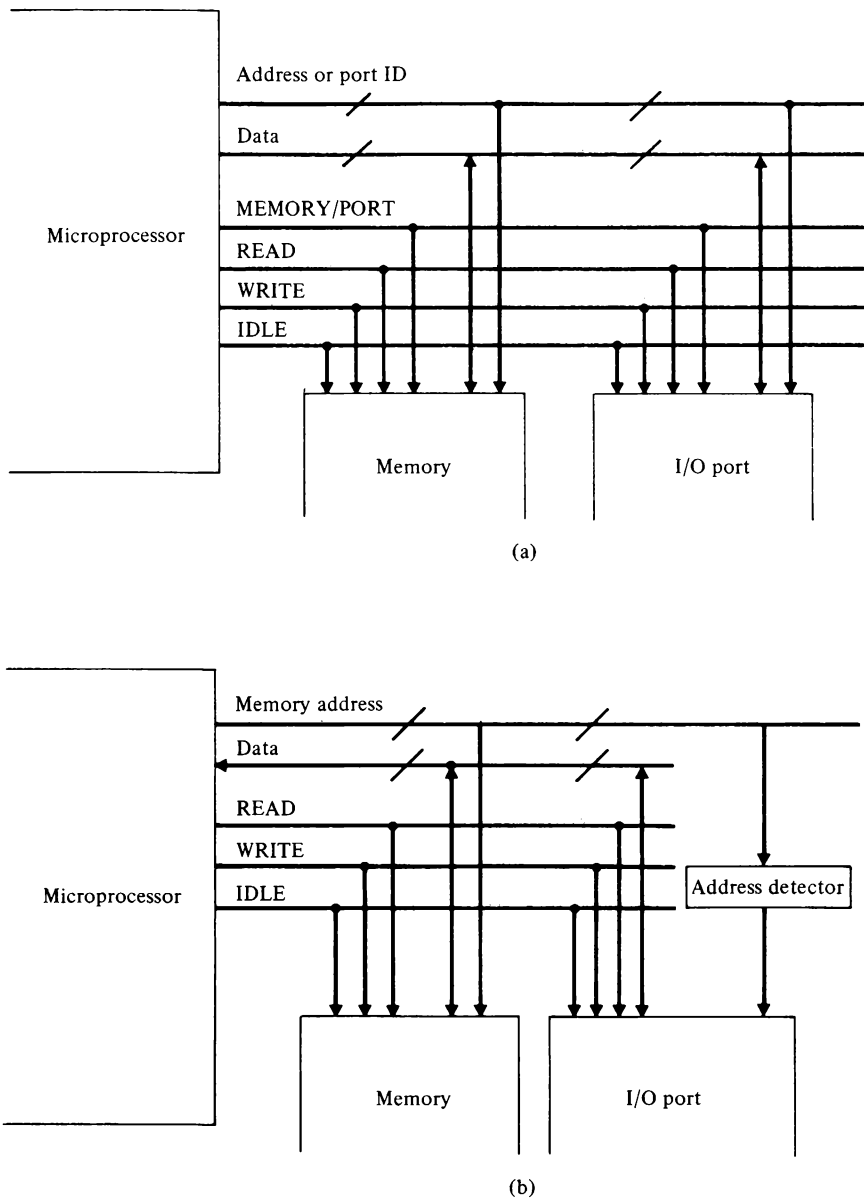 Address or port ID
Data
MEMORY/PORT
Microprocessor
READ
WRITE
IDLE
Memory
I/O port
(a)
Memory address
Data
READ
WRITE
Microprocessor
IDLE
Address detector
Memory
I/O port
(b)